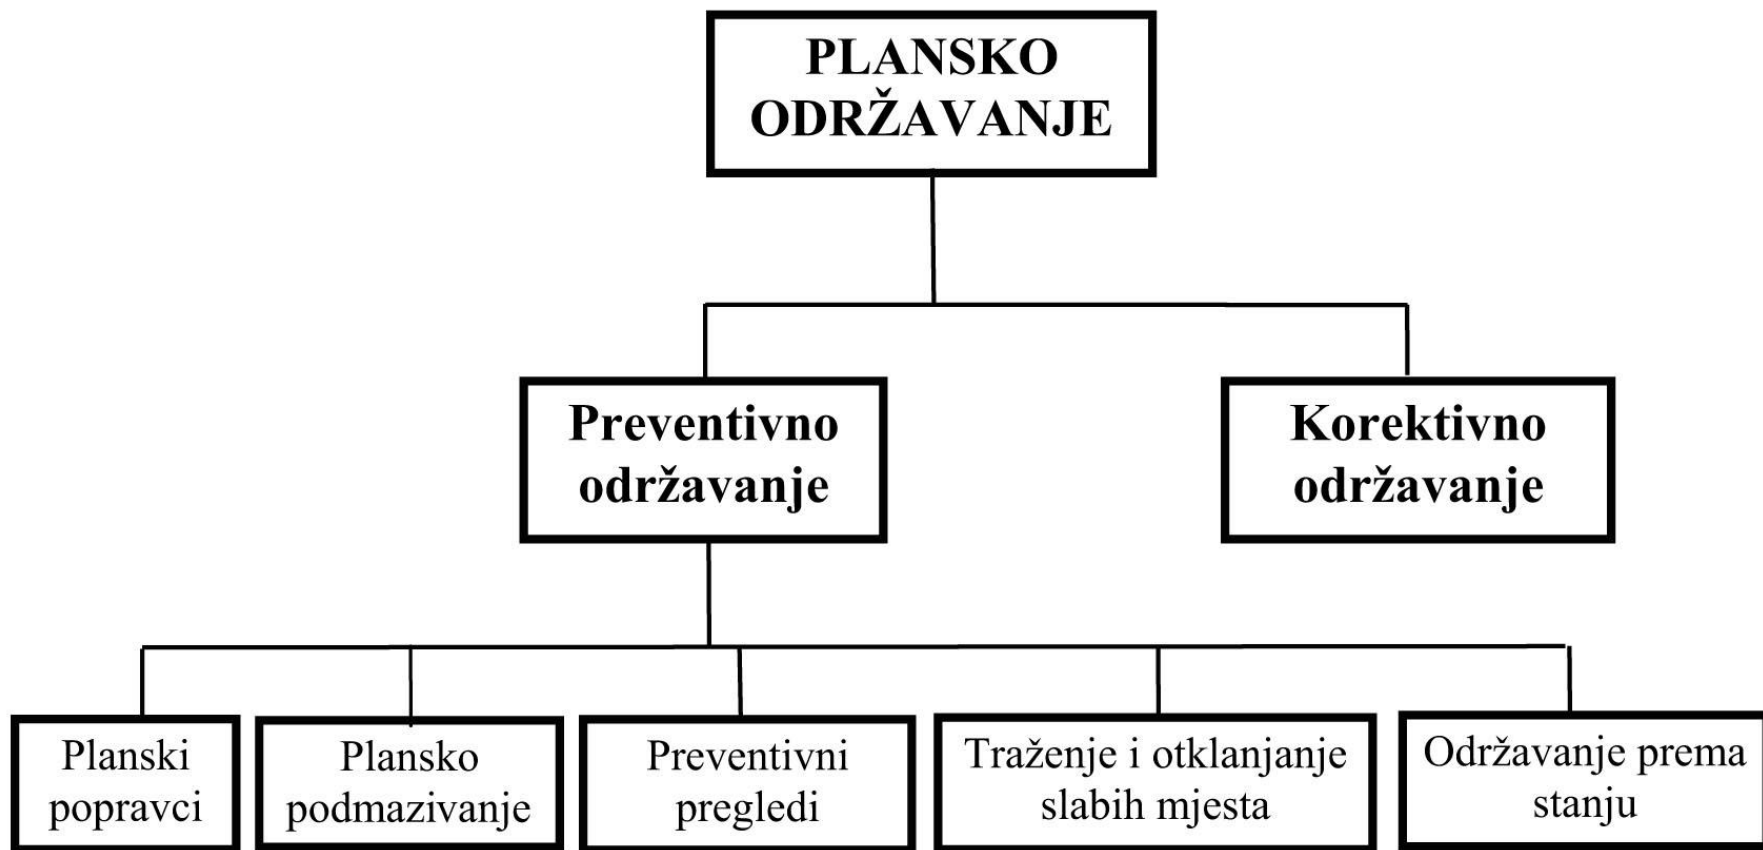 PLANSKO
ODRŽAVANJE
Preventivno
održavanje
Korektivno
održavanje
Planski
popravci
Plansko
podmazivanje
Preventivni
pregledi
Traženje i otklanjanje
slabih mjesta
Održavanje prema
stanju